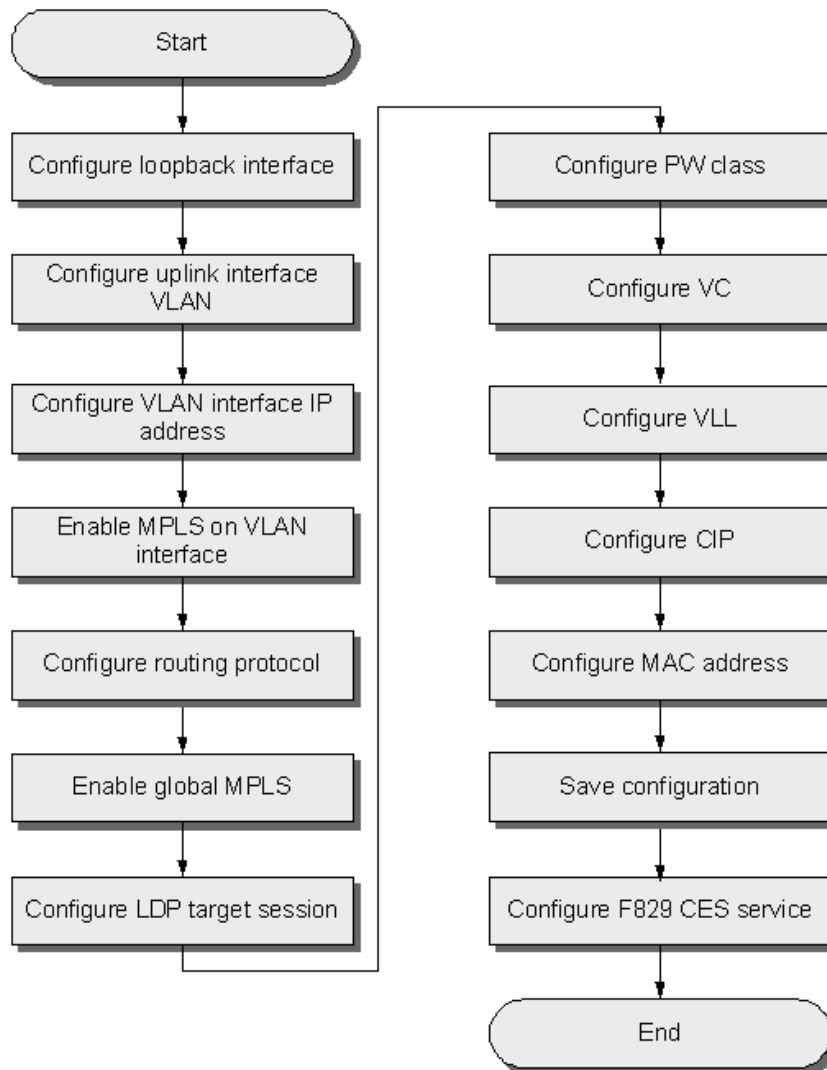 Start
Configure loopback interface
Configure uplink interface
VLAN
Configure VLAN interface IP
address
Enable MPLS on VLAN
interface
Configure routing protocol
Enable global MPLS
Configure LDP target session
Configure PW class
Configure VC
Configure VLL
Configure CIP
Configure MAC address
Save configuration
Configure F829 CES service
End